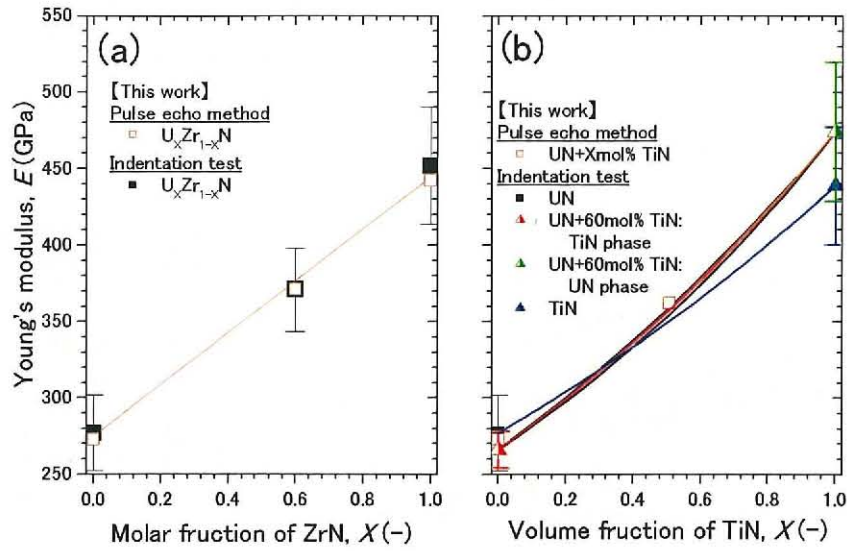 550
500
450
400
350
300
250
Young's modulus, E(GPa)
(a)
【This work】
Pulse echo method
UxZr1-xN
Indentation test
UxZr1-xN
0.0 0.2 0.4 0.6 0.8 1.0
Molar fruction of ZrN, X(-)
(b)
【This work】
Pulse echo method
UN+Xmol% TiN
Indentation test
UN
UN+60mol% TiN:
TiN phase
UN+60mol% TiN:
UN phase
TiN
0.0 0.2 0.4 0.6 0.8 1.0
Volume fruction of TiN, X(-)